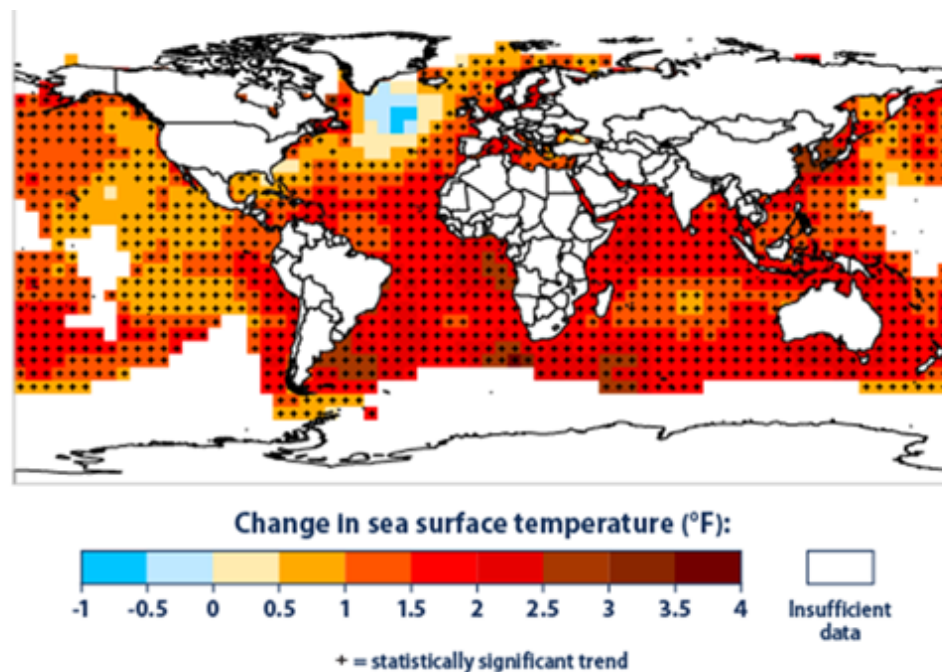 Change in sea surface temperature (°F):
-1 -0.5 0 0.5 1 1.5 2 2.5 3 3.5 4
Insufficient
data
+ = statistically significant trend